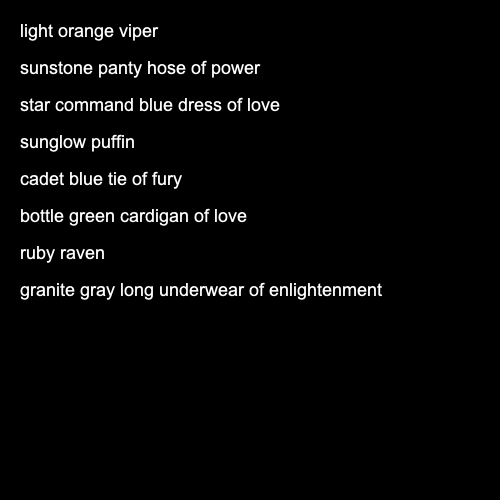 light orange viper
sunstone panty hose of power
star command blue dress of love
sunglow puffin
cadet blue tie of fury
bottle green cardigan of love
ruby raven
granite gray long underwear of enlightenment